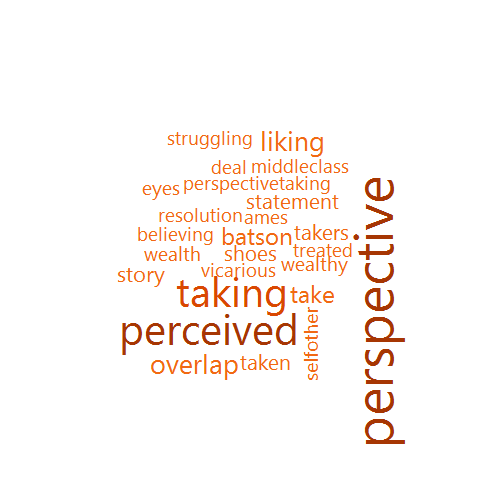 struggling liking
deal middleclass
eyes perspectivetaking
statement
resolution ames
believing batson takers
wealth shoes treated
story vicarious wealthy
taking take
perceived
overlap taken
selfother
perspective